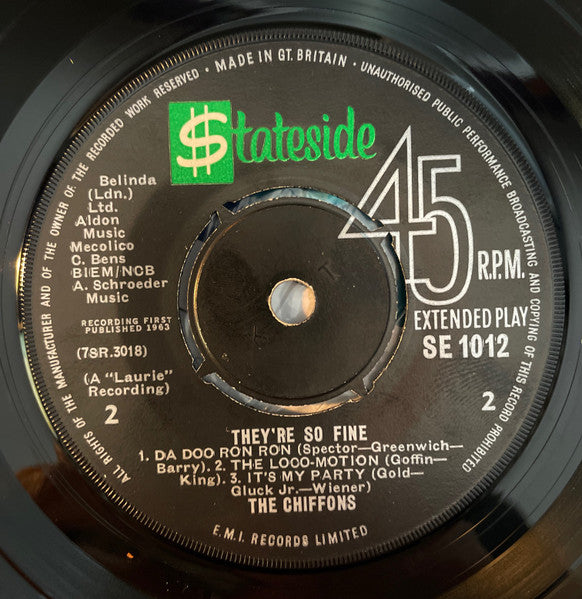 ALL RIGHTS OF THE MANUFACTURER AND OF THE OWNER OF THE RECORDED WORK RESERVED • MADE IN GT. BRITAIN • UNAUTHORISED PUBLIC PERFORMANCE BROADCASTING AND COPYING OF THIS RECORD PROHIBITED
$tateside
45
R.P.M.
EXTENDED PLAY
SE 1012
Belinda
(Ldn.)
Ltd.
Aldon
Music
Mecolico
C. Bens
BIEM/NCB
A. Schroeder
Music
RECORDING FIRST
PUBLISHED 1963
(7SR.3018)
(A "Laurie"
Recording)
2
2
THEY'RE SO FINE
1. DA DOO RON RON (Spector—Greenwich—
Barry). 2. THE LOCO-MOTION (Goffin—
King). 3. IT'S MY PARTY (Gold—
Gluck Jr.—Wiener)
THE CHIFFONS
E.M.I. RECORDS LIMITED